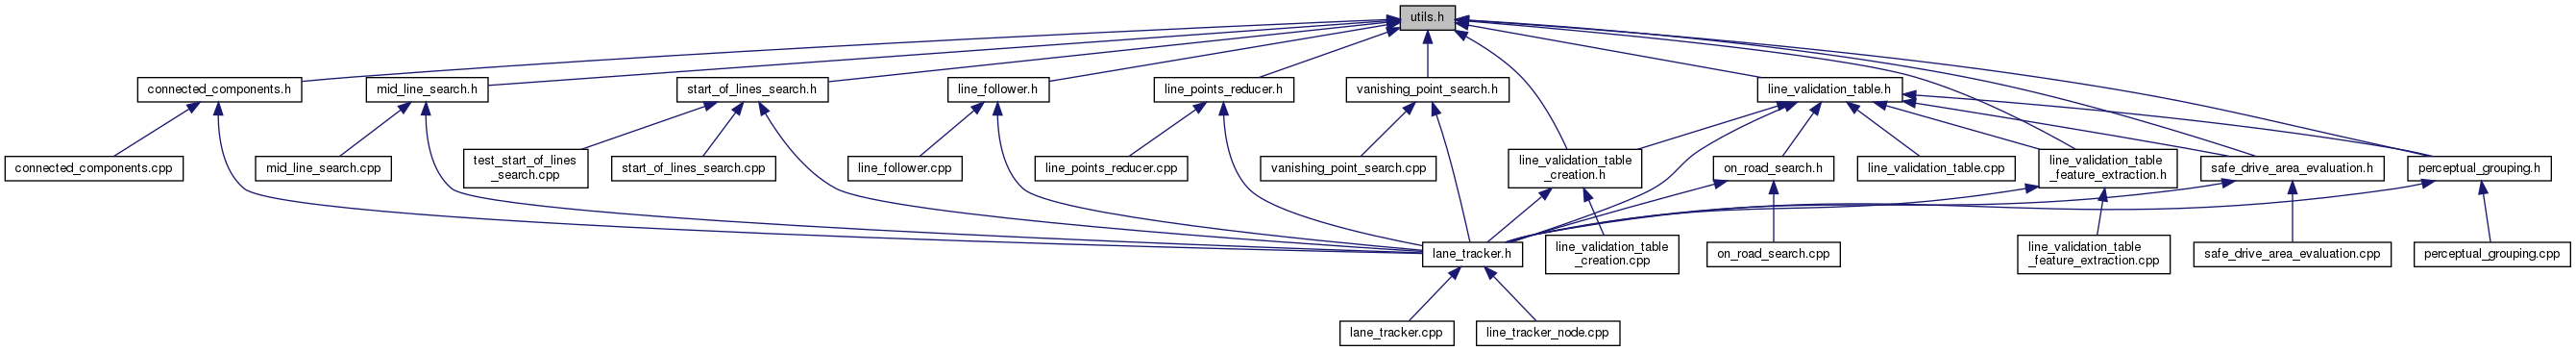 utils.h
connected_components.h
mid_line_search.h
start_of_lines_search.h
line_follower.h
line_points_reducer.h
vanishing_point_search.h
line_validation_table.h
connected_components.cpp
mid_line_search.cpp
test_start_of_lines
_search.cpp
start_of_lines_search.cpp
line_follower.cpp
line_points_reducer.cpp
vanishing_point_search.cpp
line_validation_table
_creation.h
on_road_search.h
line_validation_table.cpp
line_validation_table
_feature_extraction.h
safe_drive_area_evaluation.h
perceptual_grouping.h
lane_tracker.h
line_validation_table
_creation.cpp
on_road_search.cpp
line_validation_table
_feature_extraction.cpp
safe_drive_area_evaluation.cpp
perceptual_grouping.cpp
lane_tracker.cpp
line_tracker_node.cpp